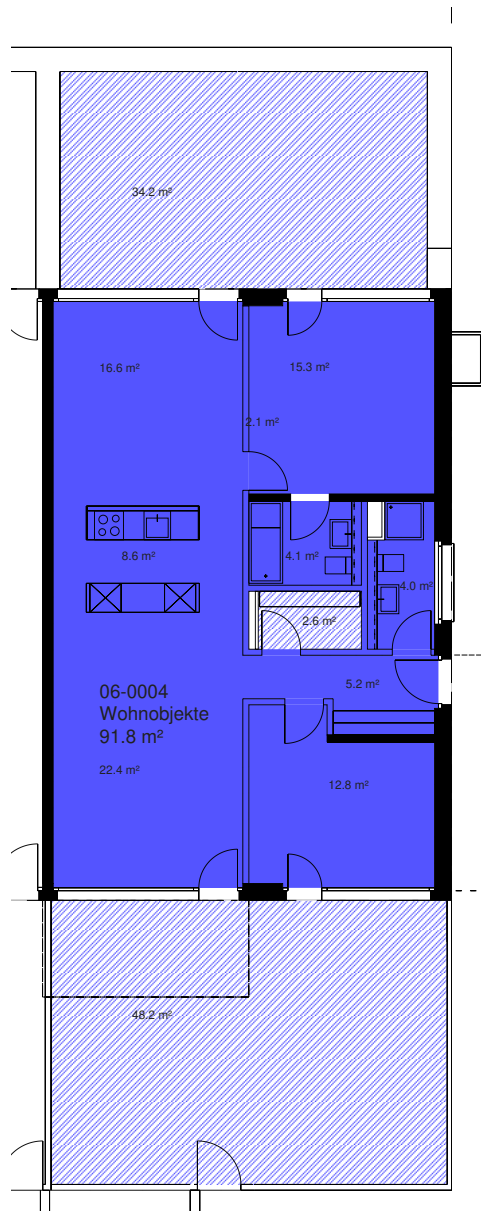 34.2 m²
16.6 m²
15.3 m²
2.1 m²
8.6 m²
4.1 m²
4.0 m²
2.6 m²
5.2 m²
06-0004
Wohnobjekte
91.8 m²
22.4 m²
12.8 m²
48.2 m²